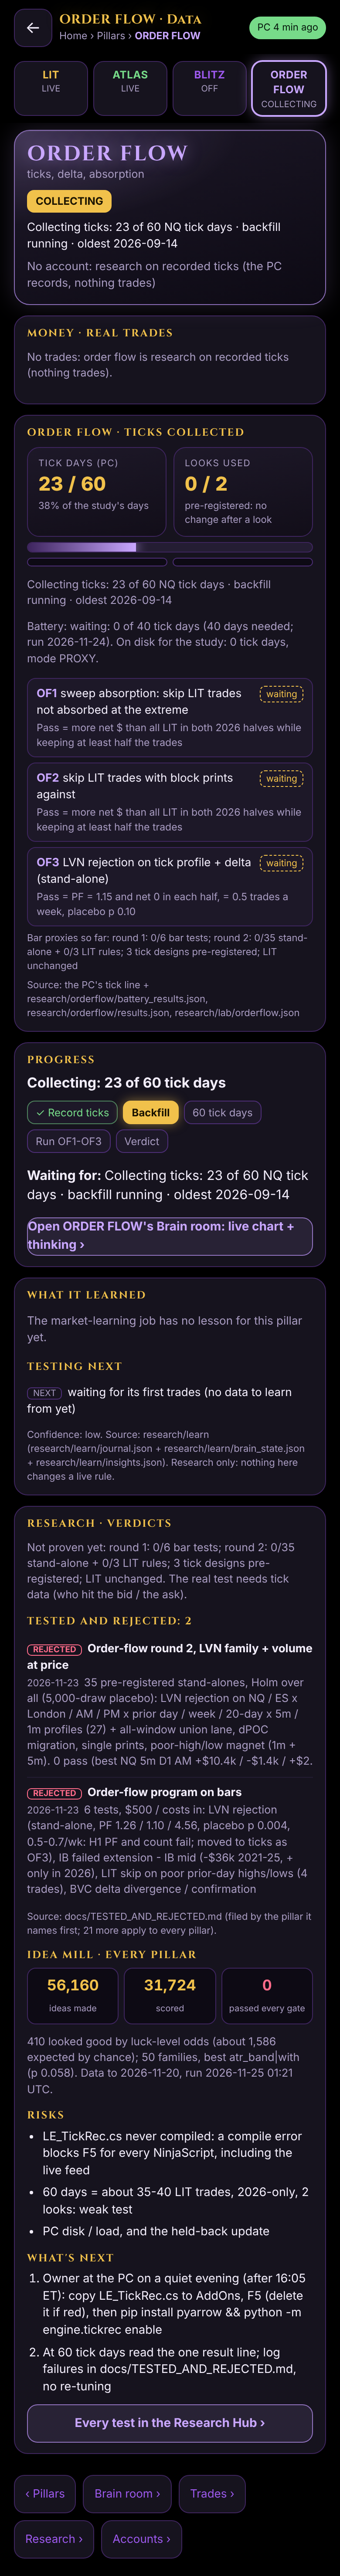 ←
ORDER FLOW · DATA
Home › Pillars › ORDER FLOW
PC 4 min ago
LIT
LIVE
ATLAS
LIVE
BLITZ
OFF
ORDER
FLOW
COLLECTING
ORDER FLOW
ticks, delta, absorption
COLLECTING
Collecting ticks: 23 of 60 NQ tick days · backfill
running · oldest 2026-09-14
No account: research on recorded ticks (the PC
records, nothing trades)
MONEY · REAL TRADES
No trades: order flow is research on recorded ticks
(nothing trades).
ORDER FLOW · TICKS COLLECTED
TICK DAYS (PC)
23 / 60
38% of the study's days
LOOKS USED
0 / 2
pre-registered: no
change after a look
Collecting ticks: 23 of 60 NQ tick days · backfill
running · oldest 2026-09-14
Battery: waiting: 0 of 40 tick days (40 days needed;
run 2026-11-24). On disk for the study: 0 tick days,
mode PROXY.
OF1 sweep absorption: skip LIT trades
not absorbed at the extreme
waiting
Pass = more net $ than all LIT in both 2026 halves while
keeping at least half the trades
OF2 skip LIT trades with block prints
against
waiting
Pass = more net $ than all LIT in both 2026 halves while
keeping at least half the trades
OF3 LVN rejection on tick profile + delta
(stand-alone)
waiting
Pass = PF = 1.15 and net 0 in each half, = 0.5 trades a
week, placebo p 0.10
Bar proxies so far: round 1: 0/6 bar tests; round 2: 0/35 stand-
alone + 0/3 LIT rules; 3 tick designs pre-registered; LIT
unchanged
Source: the PC's tick line +
research/orderflow/battery_results.json,
research/orderflow/results.json, research/lab/orderflow.json
PROGRESS
Collecting: 23 of 60 tick days
✓ Record ticks
Backfill
60 tick days
Run OF1-OF3
Verdict
Waiting for: Collecting ticks: 23 of 60 NQ tick
days · backfill running · oldest 2026-09-14
Open ORDER FLOW's Brain room: live chart +
thinking ›
WHAT IT LEARNED
The market-learning job has no lesson for this pillar
yet.
TESTING NEXT
NEXT waiting for its first trades (no data to learn
from yet)
Confidence: low. Source: research/learn
(research/learn/journal.json + research/learn/brain_state.json
+ research/learn/insights.json). Research only: nothing here
changes a live rule.
RESEARCH · VERDICTS
Not proven yet: round 1: 0/6 bar tests; round 2: 0/35
stand-alone + 0/3 LIT rules; 3 tick designs pre-
registered; LIT unchanged. The real test needs tick
data (who hit the bid / the ask).
TESTED AND REJECTED: 2
REJECTED Order-flow round 2, LVN family + volume
at price
2026-11-23 35 pre-registered stand-alones, Holm over
all (5,000-draw placebo): LVN rejection on NQ / ES x
London / AM / PM x prior day / week / 20-day x 5m /
1m profiles (27) + all-window union lane, dPOC
migration, single prints, poor-high/low magnet (1m +
5m). 0 pass (best NQ 5m D1 AM +$10.4k / -$1.4k / +$2.
REJECTED Order-flow program on bars
2026-11-23 6 tests, $500 / costs in: LVN rejection
(stand-alone, PF 1.26 / 1.10 / 4.56, placebo p 0.004,
0.5-0.7/wk: H1 PF and count fail; moved to ticks as
OF3), IB failed extension - IB mid (-$36k 2021-25, +
only in 2026), LIT skip on poor prior-day highs/lows (4
trades), BVC delta divergence / confirmation
Source: docs/TESTED_AND_REJECTED.md (filed by the pillar it
names first; 21 more apply to every pillar).
IDEA MILL · EVERY PILLAR
56,160
ideas made
31,724
scored
0
passed every gate
410 looked good by luck-level odds (about 1,586
expected by chance); 50 families, best atr_band|with
(p 0.058). Data to 2026-11-20, run 2026-11-25 01:21
UTC.
RISKS
• LE_TickRec.cs never compiled: a compile error
blocks F5 for every NinjaScript, including the
live feed
• 60 days = about 35-40 LIT trades, 2026-only, 2
looks: weak test
• PC disk / load, and the held-back update
WHAT'S NEXT
1. Owner at the PC on a quiet evening (after 16:05
ET): copy LE_TickRec.cs to AddOns, F5 (delete
it if red), then pip install pyarrow && python -m
engine.tickrec enable
2. At 60 tick days read the one result line; log
failures in docs/TESTED_AND_REJECTED.md,
no re-tuning
Every test in the Research Hub ›
‹ Pillars
Brain room ›
Trades ›
Research ›
Accounts ›